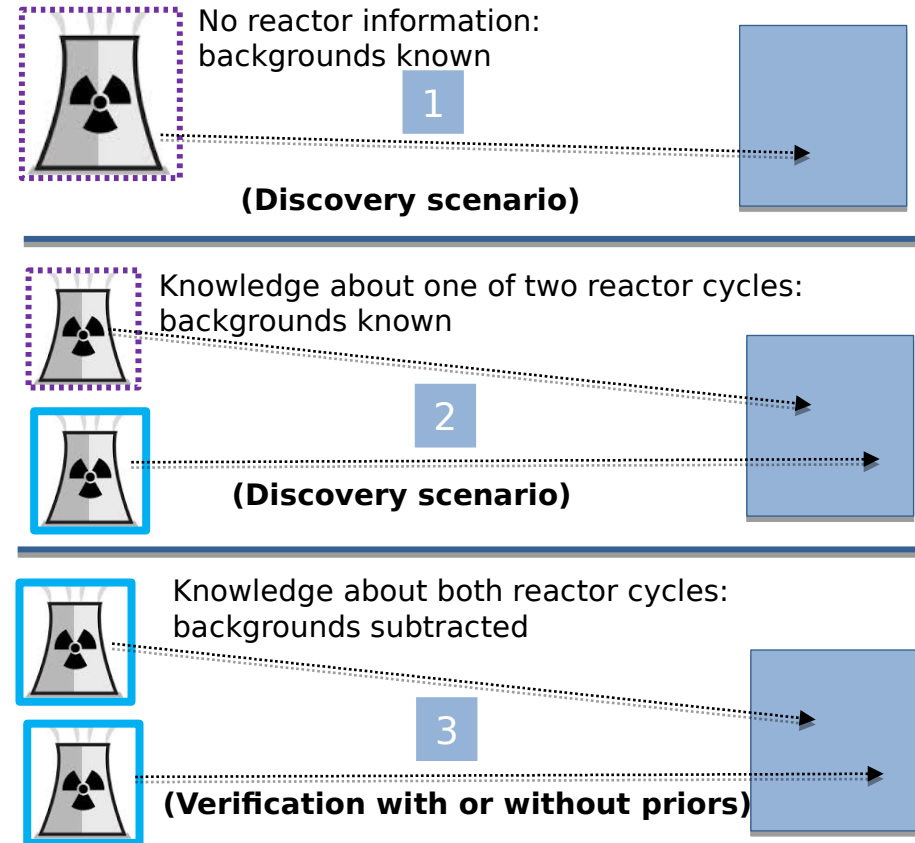 No reactor information:
backgrounds known
1
(Discovery scenario)
Knowledge about one of two reactor cycles:
backgrounds known
2
(Discovery scenario)
Knowledge about both reactor cycles:
backgrounds subtracted
3
(Verification with or without priors)